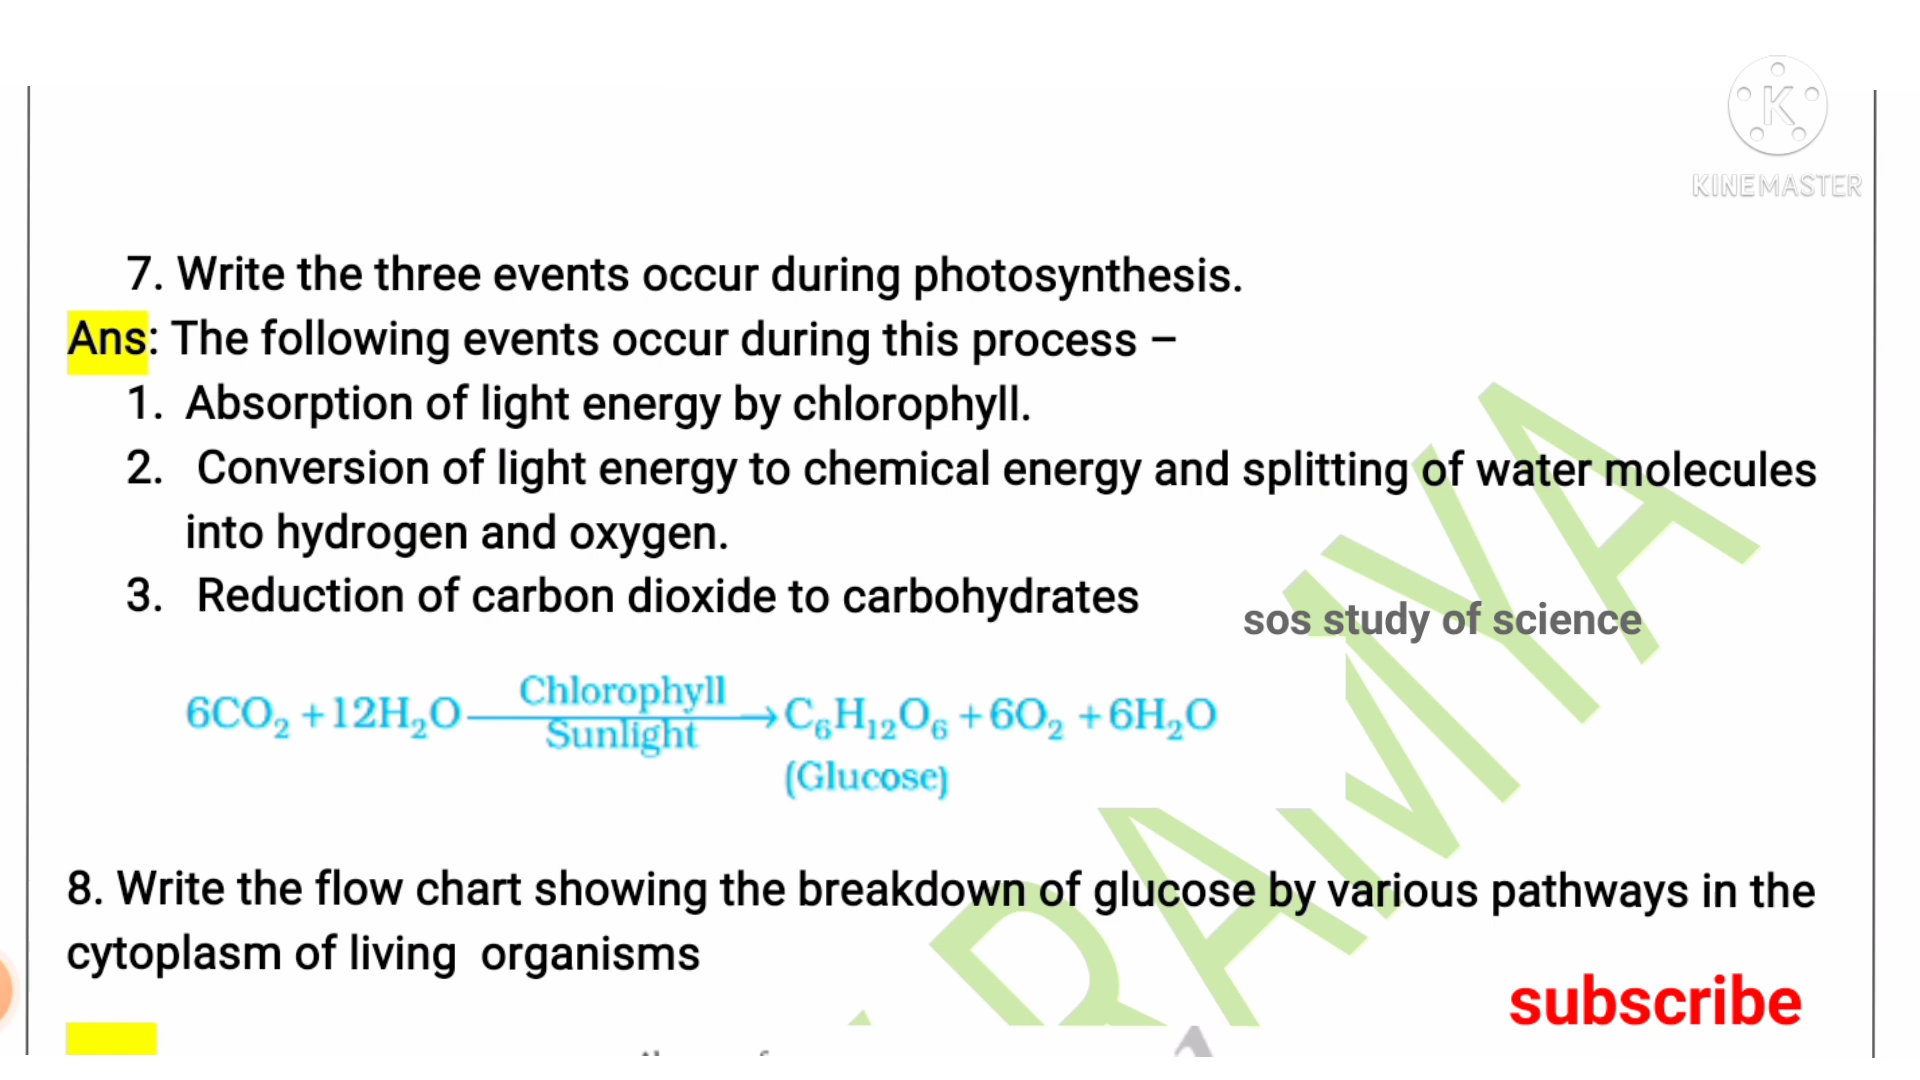 K
KINEMASTER
7. Write the three events occur during photosynthesis.
Ans: The following events occur during this process –
1. Absorption of light energy by chlorophyll.
2. Conversion of light energy to chemical energy and splitting of water molecules
into hydrogen and oxygen.
3. Reduction of carbon dioxide to carbohydrates
sos study of science
Chlorophyll
6CO₂ +12H₂O → C₆H₁₂O₆ +6O₂ +6H₂O
Sunlight
(Glucose)
8. Write the flow chart showing the breakdown of glucose by various pathways in the
cytoplasm of living organisms
subscribe